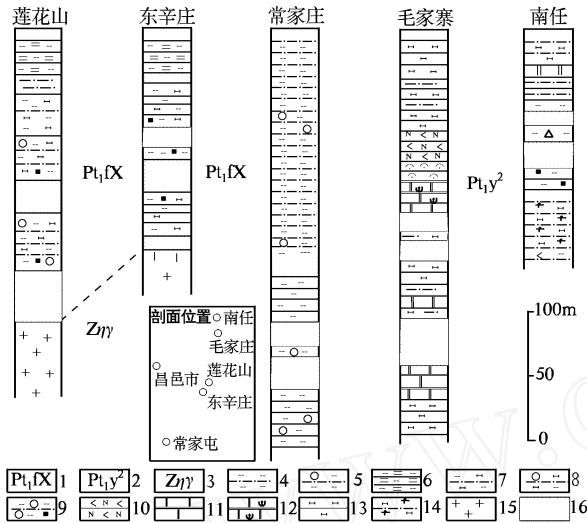 莲花山 东辛庄 常家庄 毛家寨 南任
Pt₁fX Pt₁fX Pt₁y²
Zηγ
剖面位置 南任
毛家庄
莲花山
昌邑市
东辛庄
常家屯
100m
50
0
Pt₁fX 1 Pt₁y² 2 Zηγ 3 4 5 6 7 8
9 10 11 12 13 14 15 16